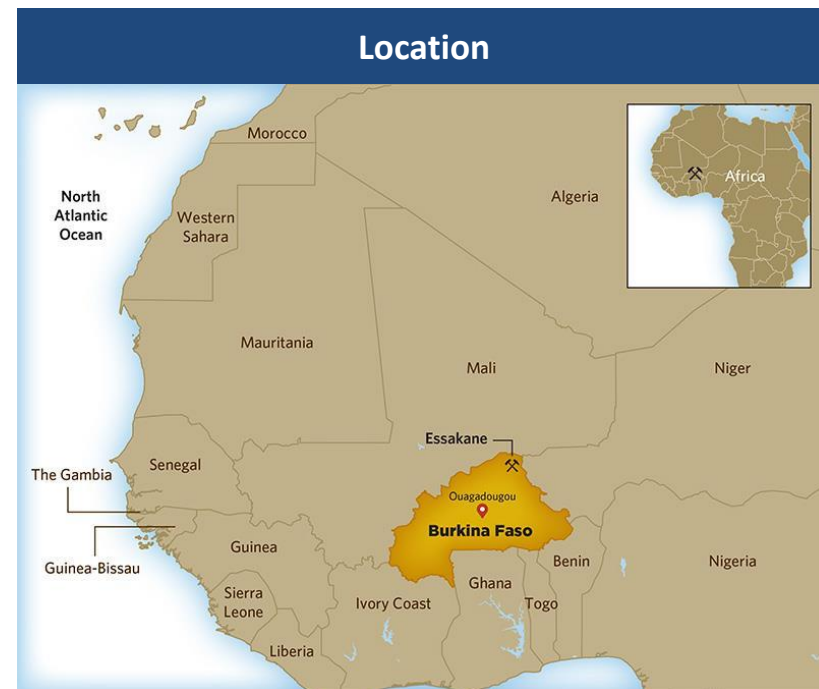 Location
Morocco
Africa
North
Atlantic
Ocean
Algeria
Western
Sahara
Mauritania
Mali
Niger
Essakane
Senegal
The Gambia
Ouagadougou
Burkina Faso
Guinea
Benin
Nigeria
Guinea-Bissau
Ghana
Sierra
Leone
Ivory Coast
Togo
Liberia